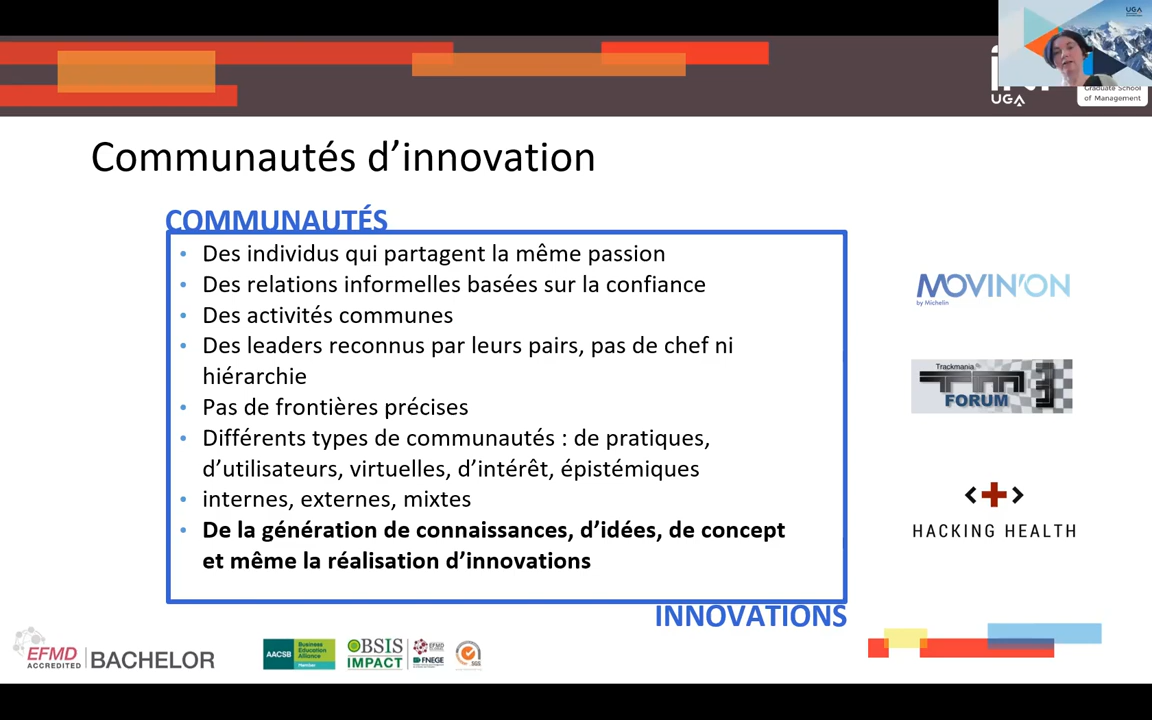 UGA
UGA
Graduate School
of Management
Communautés d’innovation
COMMUNAUTÉS
• Des individus qui partagent la même passion
• Des relations informelles basées sur la confiance
• Des activités communes
• Des leaders reconnus par leurs pairs, pas de chef ni
hiérarchie
• Pas de frontières précises
• Différents types de communautés : de pratiques,
d’utilisateurs, virtuelles, d’intérêt, épistémiques
• internes, externes, mixtes
• De la génération de connaissances, d’idées, de concept
et même la réalisation d’innovations
INNOVATIONS
MOVIN'ON
by Michelin
Trackmania
TM3
FORUM
<+>
HACKING HEALTH
EFMD
ACCREDITED
BACHELOR
AACSB
Business
Education
Alliance
Member
BSIS
IMPACT
EFMD
FNEGE